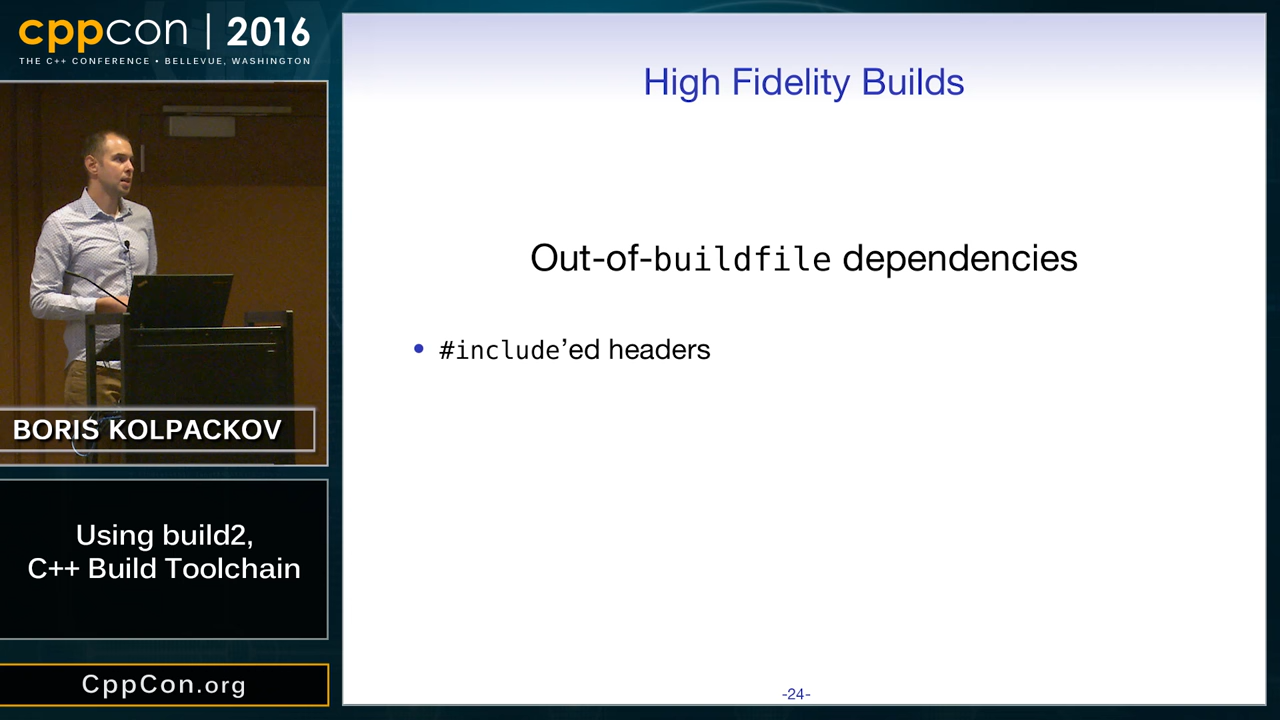 cppcon | 2016
THE C++ CONFERENCE • BELLEVUE, WASHINGTON
BORIS KOLPACKOV
Using build2,
C++ Build Toolchain
CppCon.org
High Fidelity Builds
Out-of-buildfile dependencies
• #include’ed headers
-24-